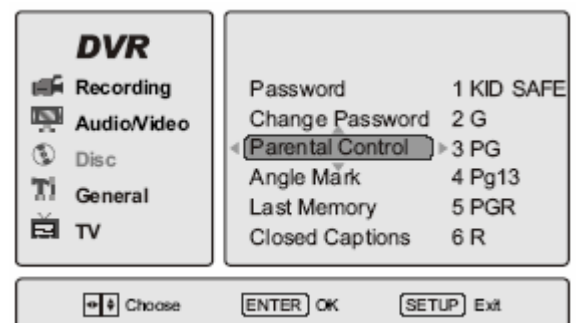 DVR
Recording
Audio/Video
Disc
General
TV
Password 1 KID SAFE
Change Password 2 G
Parental Control 3 PG
Angle Mark 4 Pg13
Last Memory 5 PGR
Closed Captions 6 R
Choose ENTER OK SETUP Exit